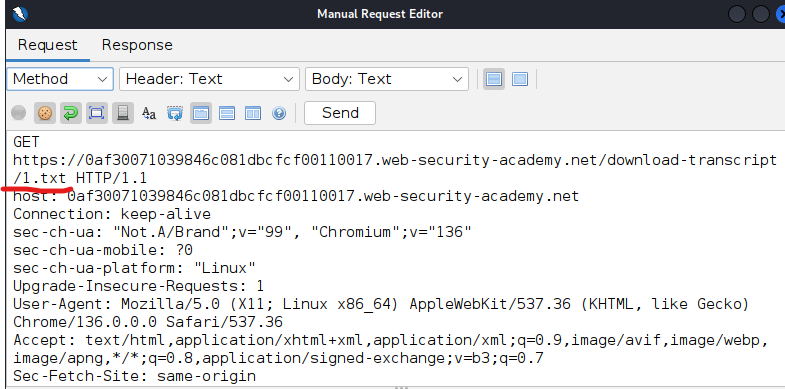 Manual Request Editor
Request Response
Method Header: Text Body: Text
Aa Send
GET
https://0af30071039846c081dbcfcf00110017.web-security-academy.net/download-transcript
/1.txt HTTP/1.1
host: 0af30071039846c081dbcfcf00110017.web-security-academy.net
Connection: keep-alive
sec-ch-ua: "Not.A/Brand";v="99", "Chromium";v="136"
sec-ch-ua-mobile: ?0
sec-ch-ua-platform: "Linux"
Upgrade-Insecure-Requests: 1
User-Agent: Mozilla/5.0 (X11; Linux x86_64) AppleWebKit/537.36 (KHTML, like Gecko)
Chrome/136.0.0.0 Safari/537.36
Accept: text/html,application/xhtml+xml,application/xml;q=0.9,image/avif,image/webp,
image/apng,*/*;q=0.8,application/signed-exchange;v=b3;q=0.7
Sec-Fetch-Site: same-origin